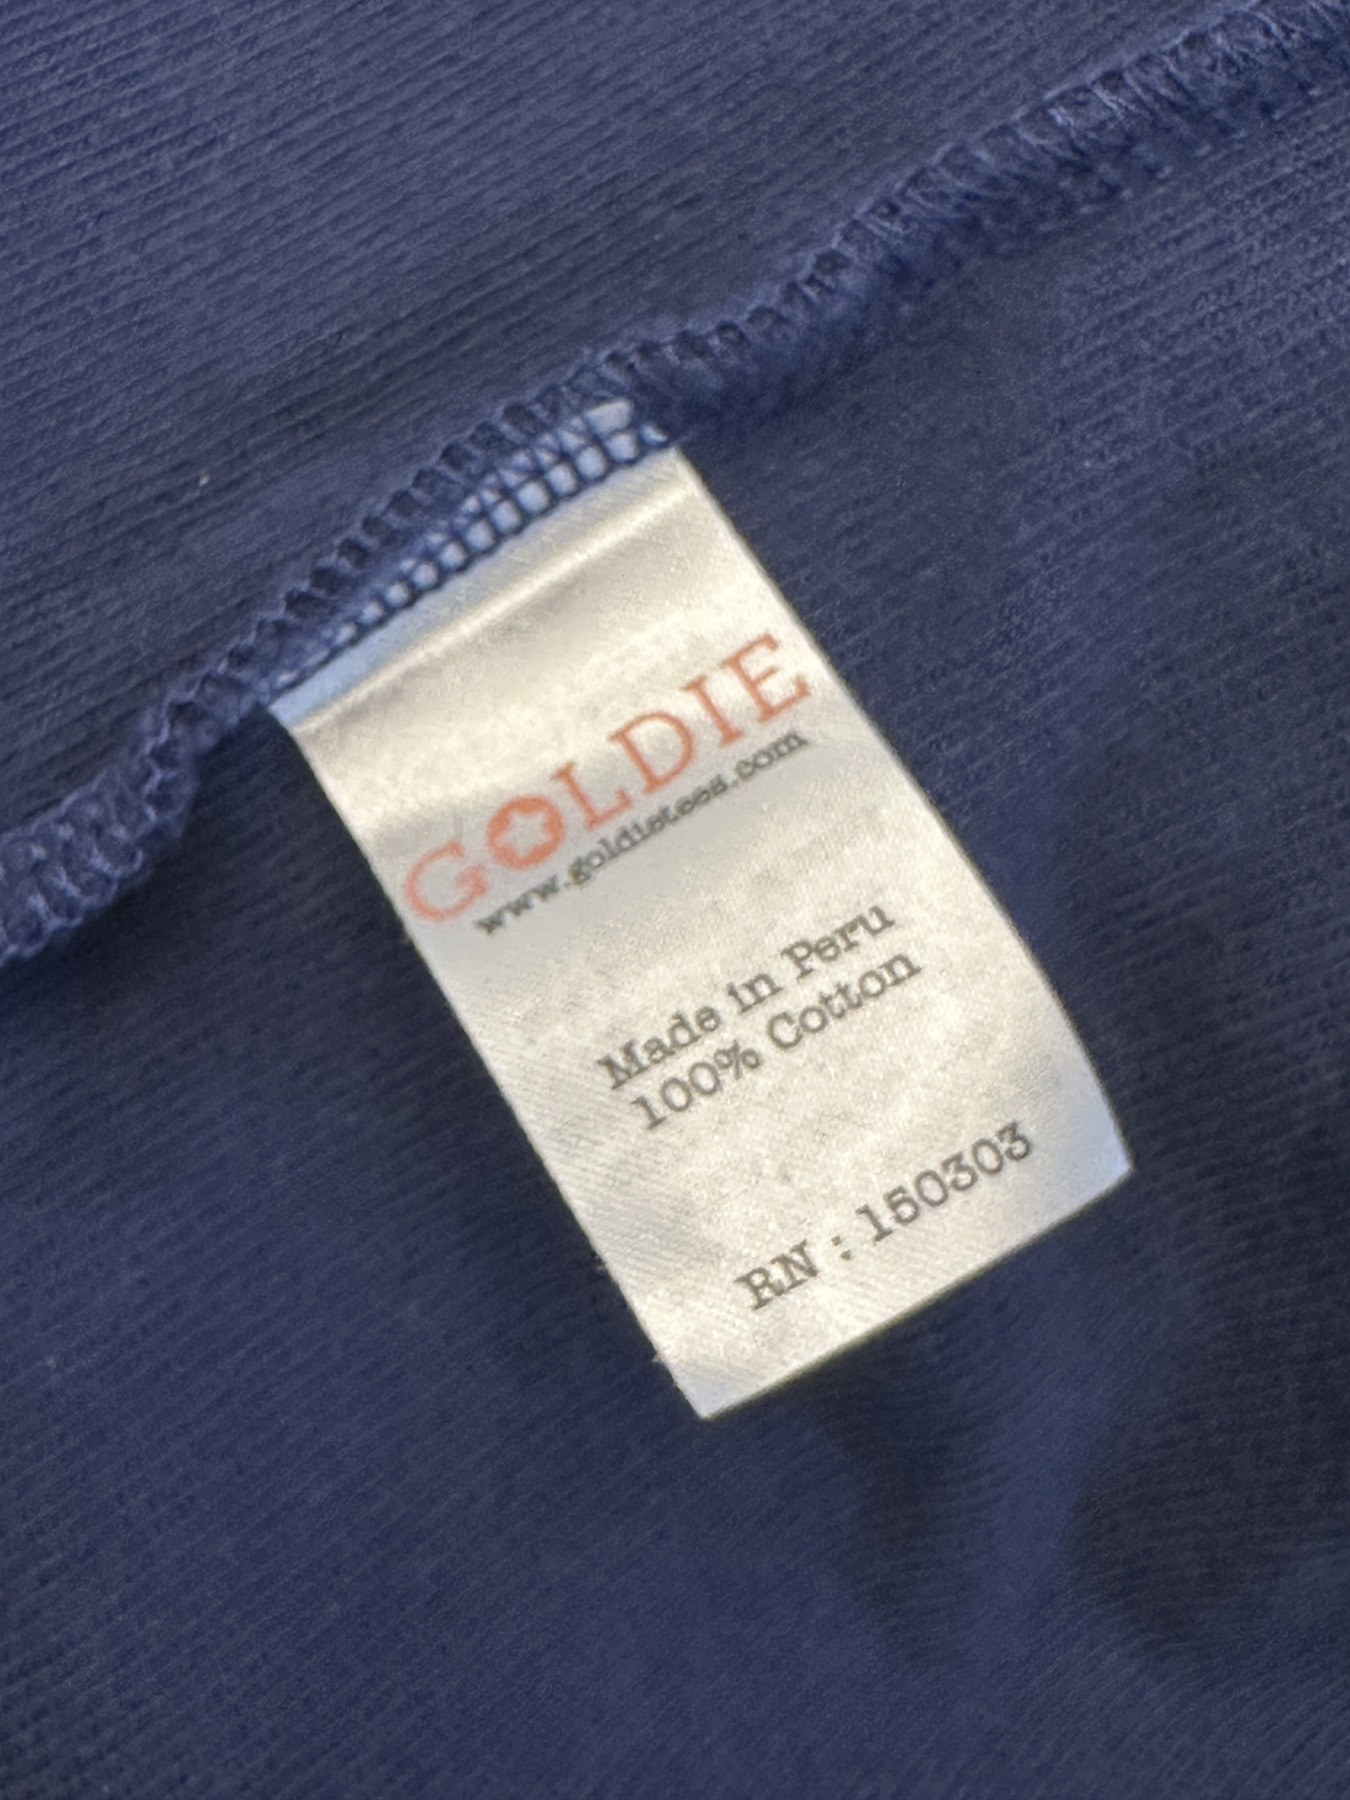 GOLDIE
www.goldietees.com
Made in Peru
100% Cotton
RN : 150303